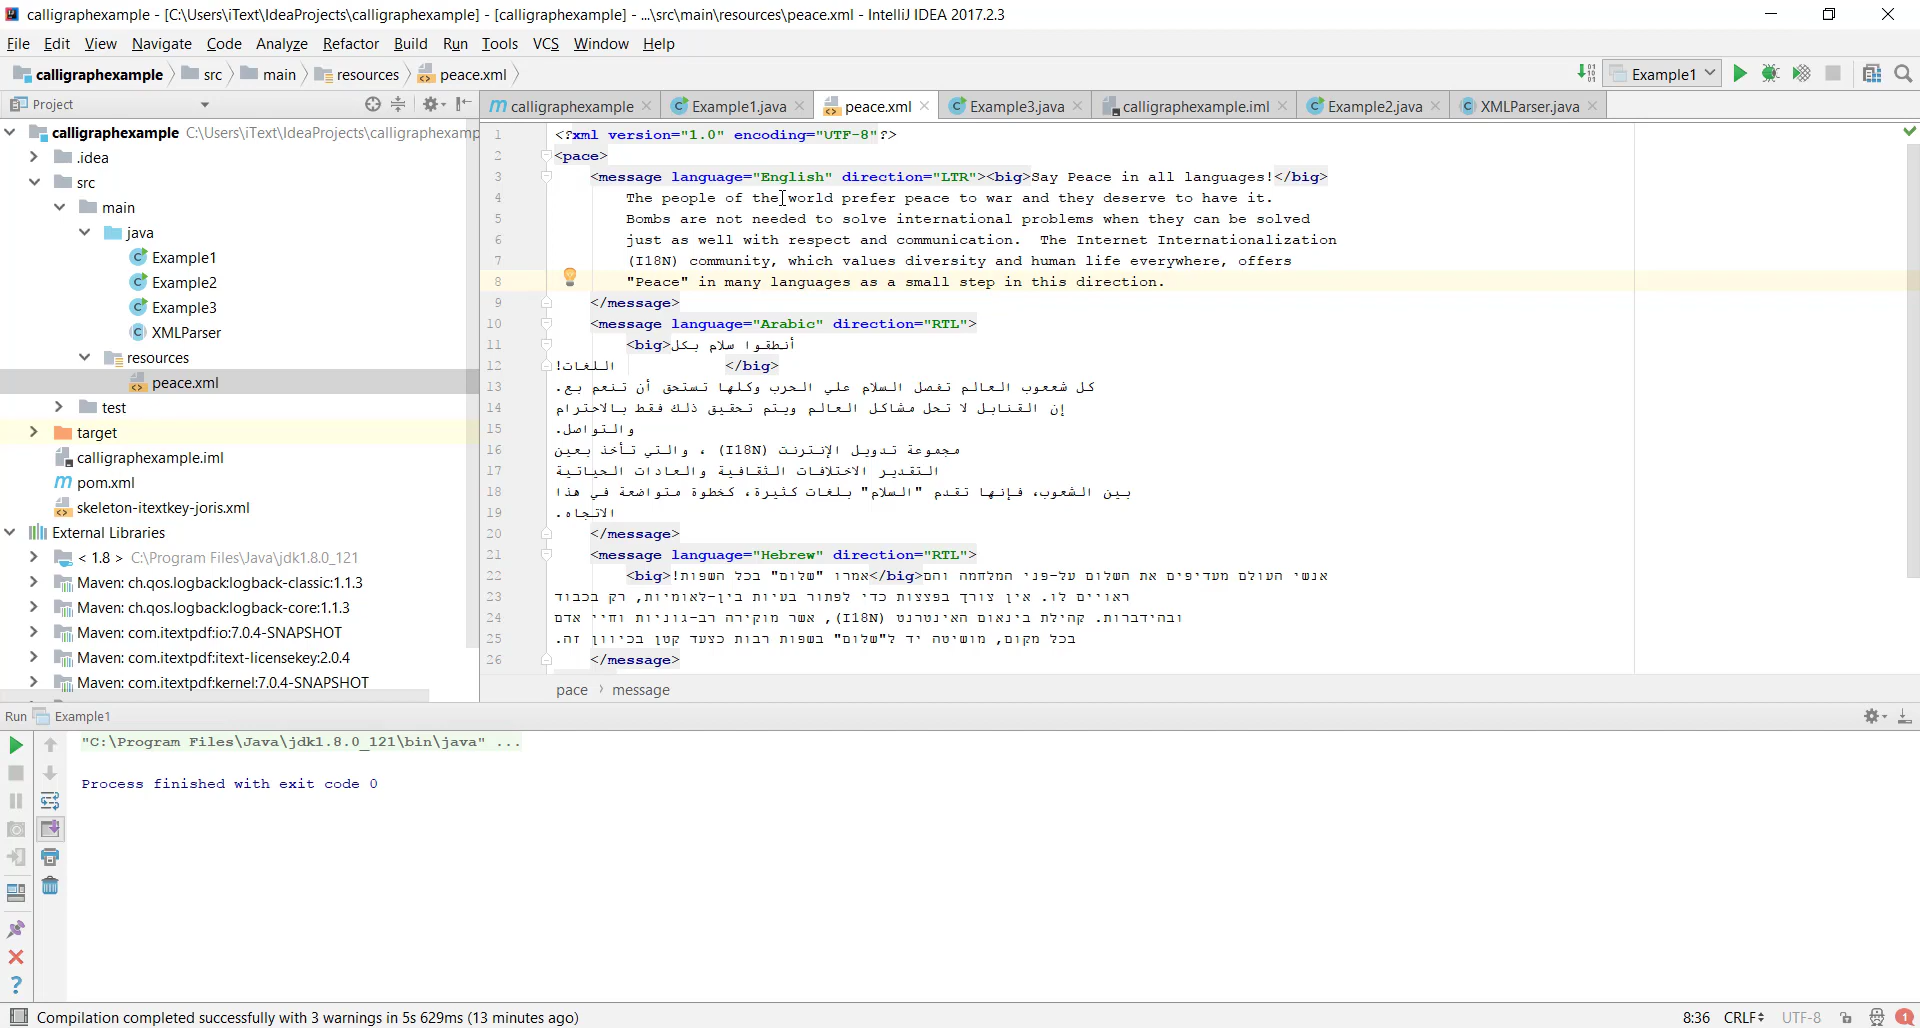 calligraphexample - [C:\Users\iText\IdeaProjects\calligraphexample] - [calligraphexample] - ...\src\main\resources\peace.xml - IntelliJ IDEA 2017.2.3
File Edit View Navigate Code Analyze Refactor Build Run Tools VCS Window Help
calligraphexample src main resources peace.xml
Example1
Project
calligraphexample Example1.java peace.xml Example3.java calligraphexample.iml Example2.java XMLParser.java
calligraphexample C:\Users\iText\IdeaProjects\calligraphexamp
.idea
src
main
java
Example1
Example2
Example3
XMLParser
resources
peace.xml
test
target
calligraphexample.iml
pom.xml
skeleton-itextkey-joris.xml
External Libraries
< 1.8 > C:\Program Files\Java\jdk1.8.0_121
Maven: ch.qos.logback:logback-classic:1.1.3
Maven: ch.qos.logback:logback-core:1.1.3
Maven: com.itextpdf:io:7.0.4-SNAPSHOT
Maven: com.itextpdf:itext-licensekey:2.0.4
Maven: com.itextpdf:kernel:7.0.4-SNAPSHOT
1 <?xml version="1.0" encoding="UTF-8"?>
2 <pace>
3 <message language="English" direction="LTR"><big>Say Peace in all languages!</big>
4 The people of the world prefer peace to war and they deserve to have it.
5 Bombs are not needed to solve international problems when they can be solved
6 just as well with respect and communication. The Internet Internationalization
7 (I18N) community, which values diversity and human life everywhere, offers
8 "Peace" in many languages as a small step in this direction.
9 </message>
10 <message language="Arabic" direction="RTL">
11 <big>أنطقوا سلام بكل
12 اللغات! </big>
13 كل شععوب العالم تفضل السلام علي الحرب وكلها تستحق أن تنعم بع.
14 إن القنابل لا تحل مشاكل العالم ويتم تحقيق ذلك فقط بالاحترام
15 والتواصل.
16 مجموعة تدويل الإنترنت (I18N) ، والتي تأخذ بعين
17 التقدير الاختلافات الثقافية والعادات الحياتية
18 بين الشعوب، فإنها تقدم "السلام" بلغات كثيرة، كخطوة متواضعة في هذا
19 الاتجاه.
20 </message>
21 <message language="Hebrew" direction="RTL">
22 <big>אמרו "שלום" בכל השפות!</big>אנשי העולם מעדיפים את השלום על-פני המלחמה והם
23 ראויים לו. אין צורך בפצצות כדי לפתור בעיות בין-לאומיות, רק בכבוד
24 ובהידברות. קהילת בינאום האינטרנט (I18N), אשר מוקירה רב-גוניות וחיי אדם
25 בכל מקום, מושיטה יד ל"שלום" בשפות רבות כצעד קטן בכיוון זה.
26 </message>
pace message
Run Example1
"C:\Program Files\Java\jdk1.8.0_121\bin\java" ...
Process finished with exit code 0
Compilation completed successfully with 3 warnings in 5s 629ms (13 minutes ago)
8:36 CRLF UTF-8 1